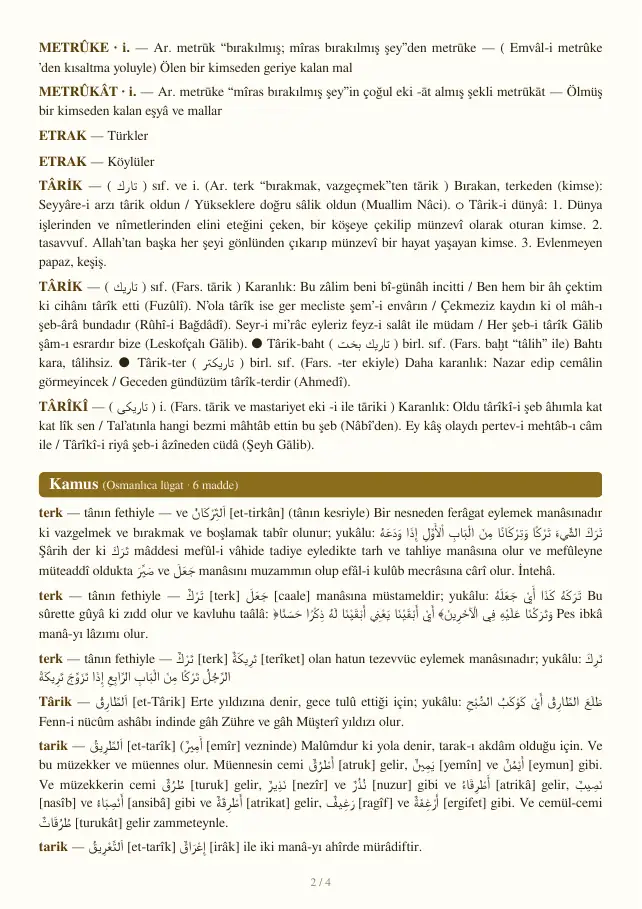 METRÛKE · i. — Ar. metrūk “bırakılmış; mîras bırakılmış şey”den metrūke — ( Emvâl-i metrûke
’den kısaltma yoluyle) Ölen bir kimseden geriye kalan mal
METRÛKÂT · i. — Ar. metrūke “mîras bırakılmış şey”in çoğul eki -āt almış şekli metrūkāt — Ölmüş
bir kimseden kalan eşyâ ve mallar
ETRAK — Türkler
ETRAK — Köylüler
TÂRİK — ( تارك ) sıf. ve i. (Ar. terk “bırakmak, vazgeçmek”ten tārik ) Bırakan, terkeden (kimse):
Seyyâre-i arzı târik oldun / Yükseklere doğru sâlik oldun (Muallim Nâci). ѻ Târik-i dünyâ: 1. Dünya
işlerinden ve nîmetlerinden elini eteğini çeken, bir köşeye çekilip münzevî olarak oturan kimse. 2.
tasavvuf. Allah’tan başka her şeyi gönlünden çıkarıp münzevî bir hayat yaşayan kimse. 3. Evlenmeyen
papaz, keşiş.
TÂRİK — ( تاريك ) sıf. (Fars. tārik ) Karanlık: Bu zâlim beni bî-günâh incitti / Ben hem bir âh çektim
ki cihânı târîk etti (Fuzûlî). N’ola târîk ise ger mecliste şem’-i envârın / Çekmeziz kaydın ki ol mâh-ı
şeb-ârâ bundadır (Rûhî-i Bağdâdî). Seyr-i mi’râc eyleriz feyz-i salât ile müdam / Her şeb-i târîk Gālib
şâm-ı esrardır bize (Leskofçalı Gālib). ● Târik-baht ( تاريك بخت ) birl. sıf. (Fars. baḫt “tâlih” ile) Bahtı
kara, tâlihsiz. ● Târik-ter ( تاريكتر ) birl. sıf. (Fars. -ter ekiyle) Daha karanlık: Nazar edip cemâlin
görmeyincek / Geceden gündüzüm târîk-terdir (Ahmedî).
TÂRÎKÎ — ( تاريكى ) i. (Fars. tārik ve mastariyet eki -i ile tāriki ) Karanlık: Oldu târîkî-i şeb âhımla kat
kat lîk sen / Tal’atınla hangi bezmi mâhtâb ettin bu şeb (Nâbî’den). Ey kâş olaydı pertev-i mehtâb-ı câm
ile / Târîkî-i riyâ şeb-i âzîneden cüdâ (Şeyh Gālib).
Kamus (Osmanlıca lügat · 6 madde)
terk — tânın fethiyle — ve اَلتِّرْكَانُ [et-tirkân] (tânın kesriyle) Bir nesneden ferâgat eylemek manâsınadır
ki vazgelmek ve bırakmak ve boşlamak tabîr olunur; yukâlu: تَرَكَ الشَّيْءَ تَرْكًا وَتِرْكَانًا مِنَ الْبَابِ الْأَوَّلِ إِذَا وَدَعَهُ
Şârih der ki تَرَكَ mâddesi mefûl-i vâhide tadiye eyledikte tarh ve tahliye manâsına olur ve mefûleyne
müteaddî oldukta صَيَّرَ ve جَعَلَ manâsını muzammın olup efâl-i kulûb mecrâsına cârî olur. İntehâ.
terk — tânın fethiyle — تَرْكٌ [terk] جَعَلَ [caale] manâsına müstameldir; yukâlu: تَرَكَهُ كَذَا أَيْ جَعَلَهُ Bu
sûrette gûyâ ki zıdd olur ve kavluhu taâlâ: ﴿وَتَرَكْنَا عَلَيْهِ فِي الْآخَرِينَ﴾ أَيْ أَبْقَيْنَا يَعْنِي أَبْقَيْنَا لَهُ ذِكْرًا حَسَنًا Pes ibkâ
manâ-yı lâzımı olur.
terk — tânın fethiyle — تَرْكٌ [terk] تَرِيكَةٌ [terîket] olan hatun tezevvüc eylemek manâsınadır; yukâlu: تَرِكَ
الرَّجُلُ تَرَكًا مِنَ الْبَابِ الرَّابِعِ إِذَا تَزَوَّجَ تَرِيكَةً
Târik — اَلطَّارِقُ [et-Târik] Erte yıldızına denir, gece tulû ettiği için; yukâlu: طَلَعَ الطَّارِقُ أَيْ كَوْكَبُ الصُّبْحِ
Fenn-i nücûm ashâbı indinde gâh Zühre ve gâh Müşterî yıldızı olur.
tarik — اَلطَّرِيقُ [et-tarîk] (أَمِيرٌ [emîr] vezninde) Malûmdur ki yola denir, tarak-ı akdâm olduğu için. Ve
bu müzekker ve müennes olur. Müennesin cemi أَطْرُقٌ [atruk] gelir, يَمِينٌ [yemîn] ve أَيْمُنٌ [eymun] gibi.
Ve müzekkerin cemi طُرُقٌ [turuk] gelir, نَذِيرٌ [nezîr] ve نُذُرٌ [nuzur] gibi ve أَطْرِقَاءُ [atrikâ] gelir, نَصِيبٌ
[nasîb] ve أَنْصِبَاءُ [ansibâ] gibi ve أَطْرِقَةٌ [atrikat] gelir, رَغِيفٌ [ragîf] ve أَرْغِفَةٌ [ergifet] gibi. Ve cemül-cemi
طُرُقَاتٌ [turukât] gelir zammeteynle.
tarik — اَلتَّعْرِيقُ [et-tarîk] إِعْرَاقٌ [irâk] ile iki manâ-yı ahîrde mürâdiftir.
2 / 4